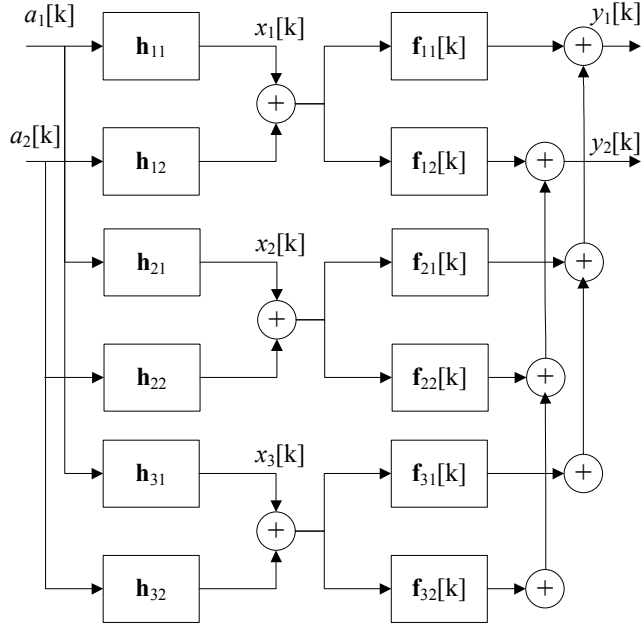 a₁[k]
x₁[k]
y₁[k]
h₁₁
f₁₁[k]
+
+
a₂[k]
y₂[k]
h₁₂
f₁₂[k]
+
x₂[k]
h₂₁
f₂₁[k]
+
+
h₂₂
f₂₂[k]
+
x₃[k]
h₃₁
f₃₁[k]
+
+
h₃₂
f₃₂[k]
+